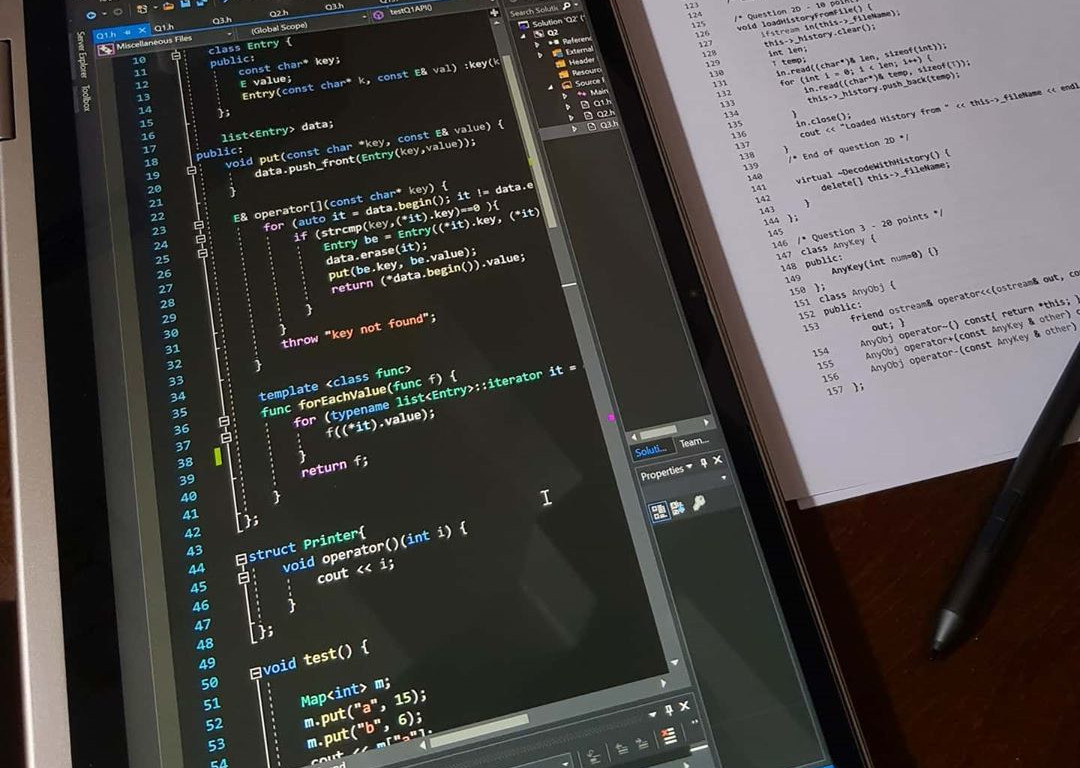 Q1.h
Q1.h
Q3.h
Q2.h
Q3.h
Q2.h
testQ1API()
Miscellaneous Files
(Global Scope)
Server Explorer
Toolbox
10 class Entry {
11 public:
12 const char* key;
13 E value;
14 Entry(const char* k, const E& val) :key(k
15 };
16
17 list<Entry> data;
18 public:
19 void put(const char *key, const E& value) {
20 data.push_front(Entry(key,value));
21 }
22
23 E& operator[](const char* key) {
24 for (auto it = data.begin(); it != data.e
25 if (strcmp(key,(*it).key)==0 ){
26 Entry be = Entry((*it).key, (*it)
27 data.erase(it);
28 put(be.key, be.value);
29 return (*data.begin()).value;
30 }
31 }
32 throw "key not found";
33 }
34
35 template <class func>
36 func forEachValue(func f) {
37 for (typename list<Entry>::iterator it =
38 f((*it).value);
39 }
40 return f;
41 }
42 };
43
44 struct Printer{
45 void operator()(int i) {
46 cout << i;
47 }
48 };
49
50 void test() {
51
52 Map<int> m;
53 m.put("a", 15);
54 m.put("b", 6);
Search Solution
Solution 'Q2' (
Q2
Referenc
External
Header
Resourc
Source F
Main
Q1.h
Q2.h
Q3.h
Soluti...
Team...
Properties
123
124 /* Question 2D - 10 point
125 void loadHistoryFromFile() {
126 ifstream in(this->_fileName);
127 this->_history.clear();
128 int len;
129 T temp;
130 in.read((char*)& len, sizeof(int));
131 for (int i = 0; i < len; i++) {
132 in.read((char*)& temp, sizeof(T));
133 this->_history.push_back(temp);
134 }
135 in.close();
136 cout << "Loaded History from " << this->_fileName << endl
137 }
138 /* End of question 2D */
139
140 virtual ~DecodeWithHistory() {
141 delete[] this->_fileName;
142
143 }
144 };
145
146 /* Question 3 - 20 points */
147 class AnyKey {
148 public:
149 AnyKey(int num=0) {}
150 };
151 class AnyObj {
152 public:
153 friend ostream& operator<<(ostream& out, co
out; }
154 AnyObj operator~() const{ return *this; }
155 AnyObj operator+(const AnyKey & other) c
156 AnyObj operator-(const AnyKey & other)
157 };